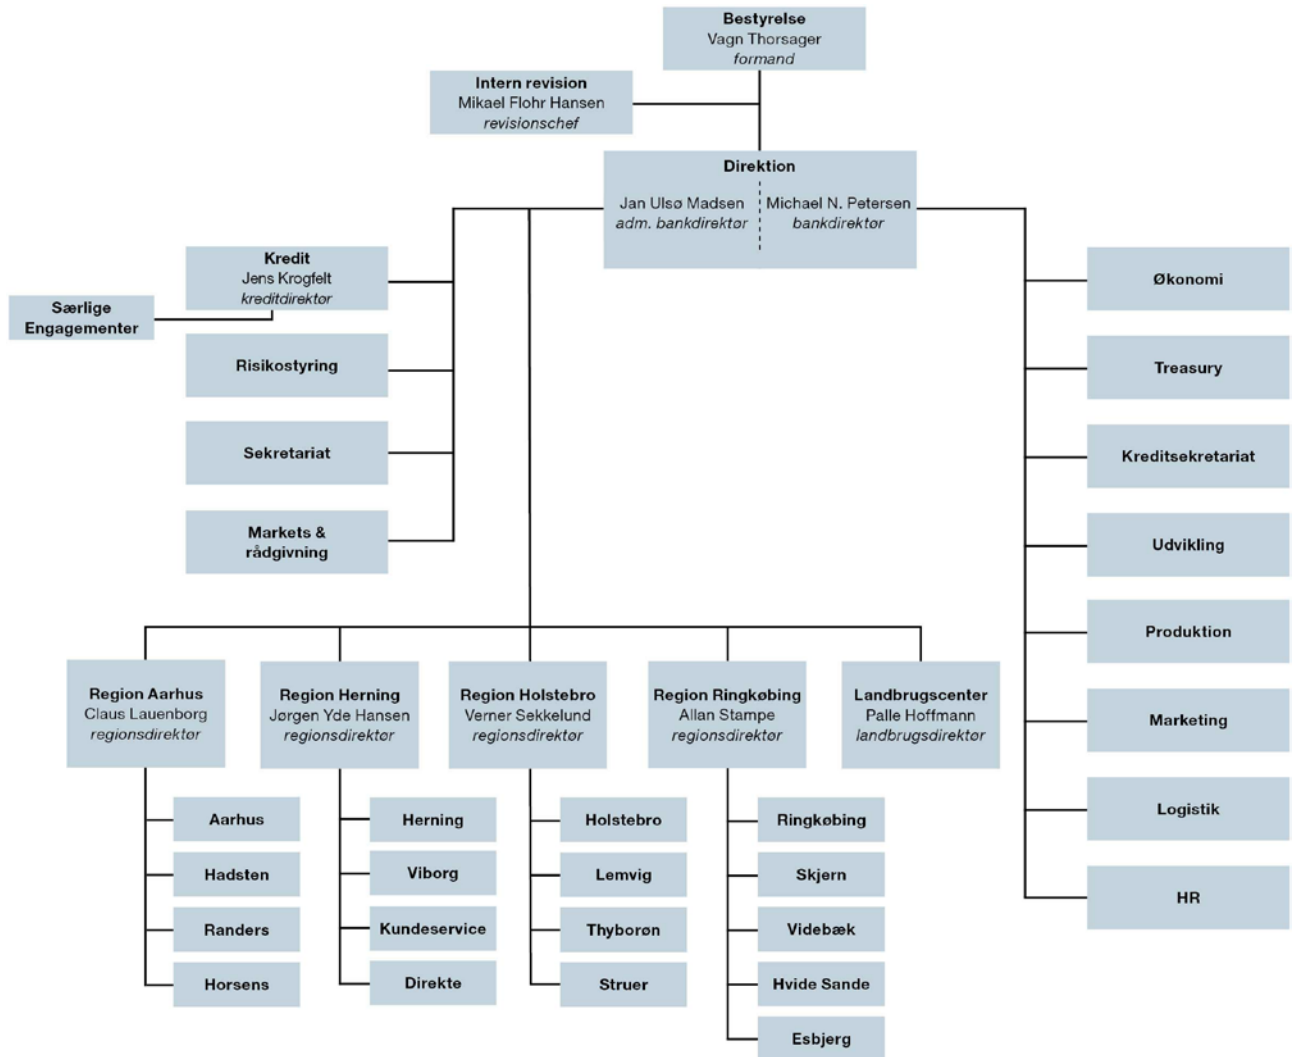 Bestyrelse
Vagn Thorsager
formand
Intern revision
Mikael Flohr Hansen
revisionschef
Direktion
Jan Ulsø Madsen
adm. bankdirektør
Michael N. Petersen
bankdirektør
Kredit
Jens Krogfelt
kreditdirektør
Særlige
Engagementer
Risikostyring
Sekretariat
Markets &
rådgivning
Økonomi
Treasury
Kreditsekretariat
Udvikling
Produktion
Marketing
Logistik
HR
Region Aarhus
Claus Lauenborg
regionsdirektør
Aarhus
Hadsten
Randers
Horsens
Region Herning
Jørgen Yde Hansen
regionsdirektør
Herning
Viborg
Kundeservice
Direkte
Region Holstebro
Verner Sekkelund
regionsdirektør
Holstebro
Lemvig
Thyborøn
Struer
Region Ringkøbing
Allan Stampe
regionsdirektør
Ringkøbing
Skjern
Videbæk
Hvide Sande
Esbjerg
Landbrugscenter
Palle Hoffmann
landbrugsdirektør